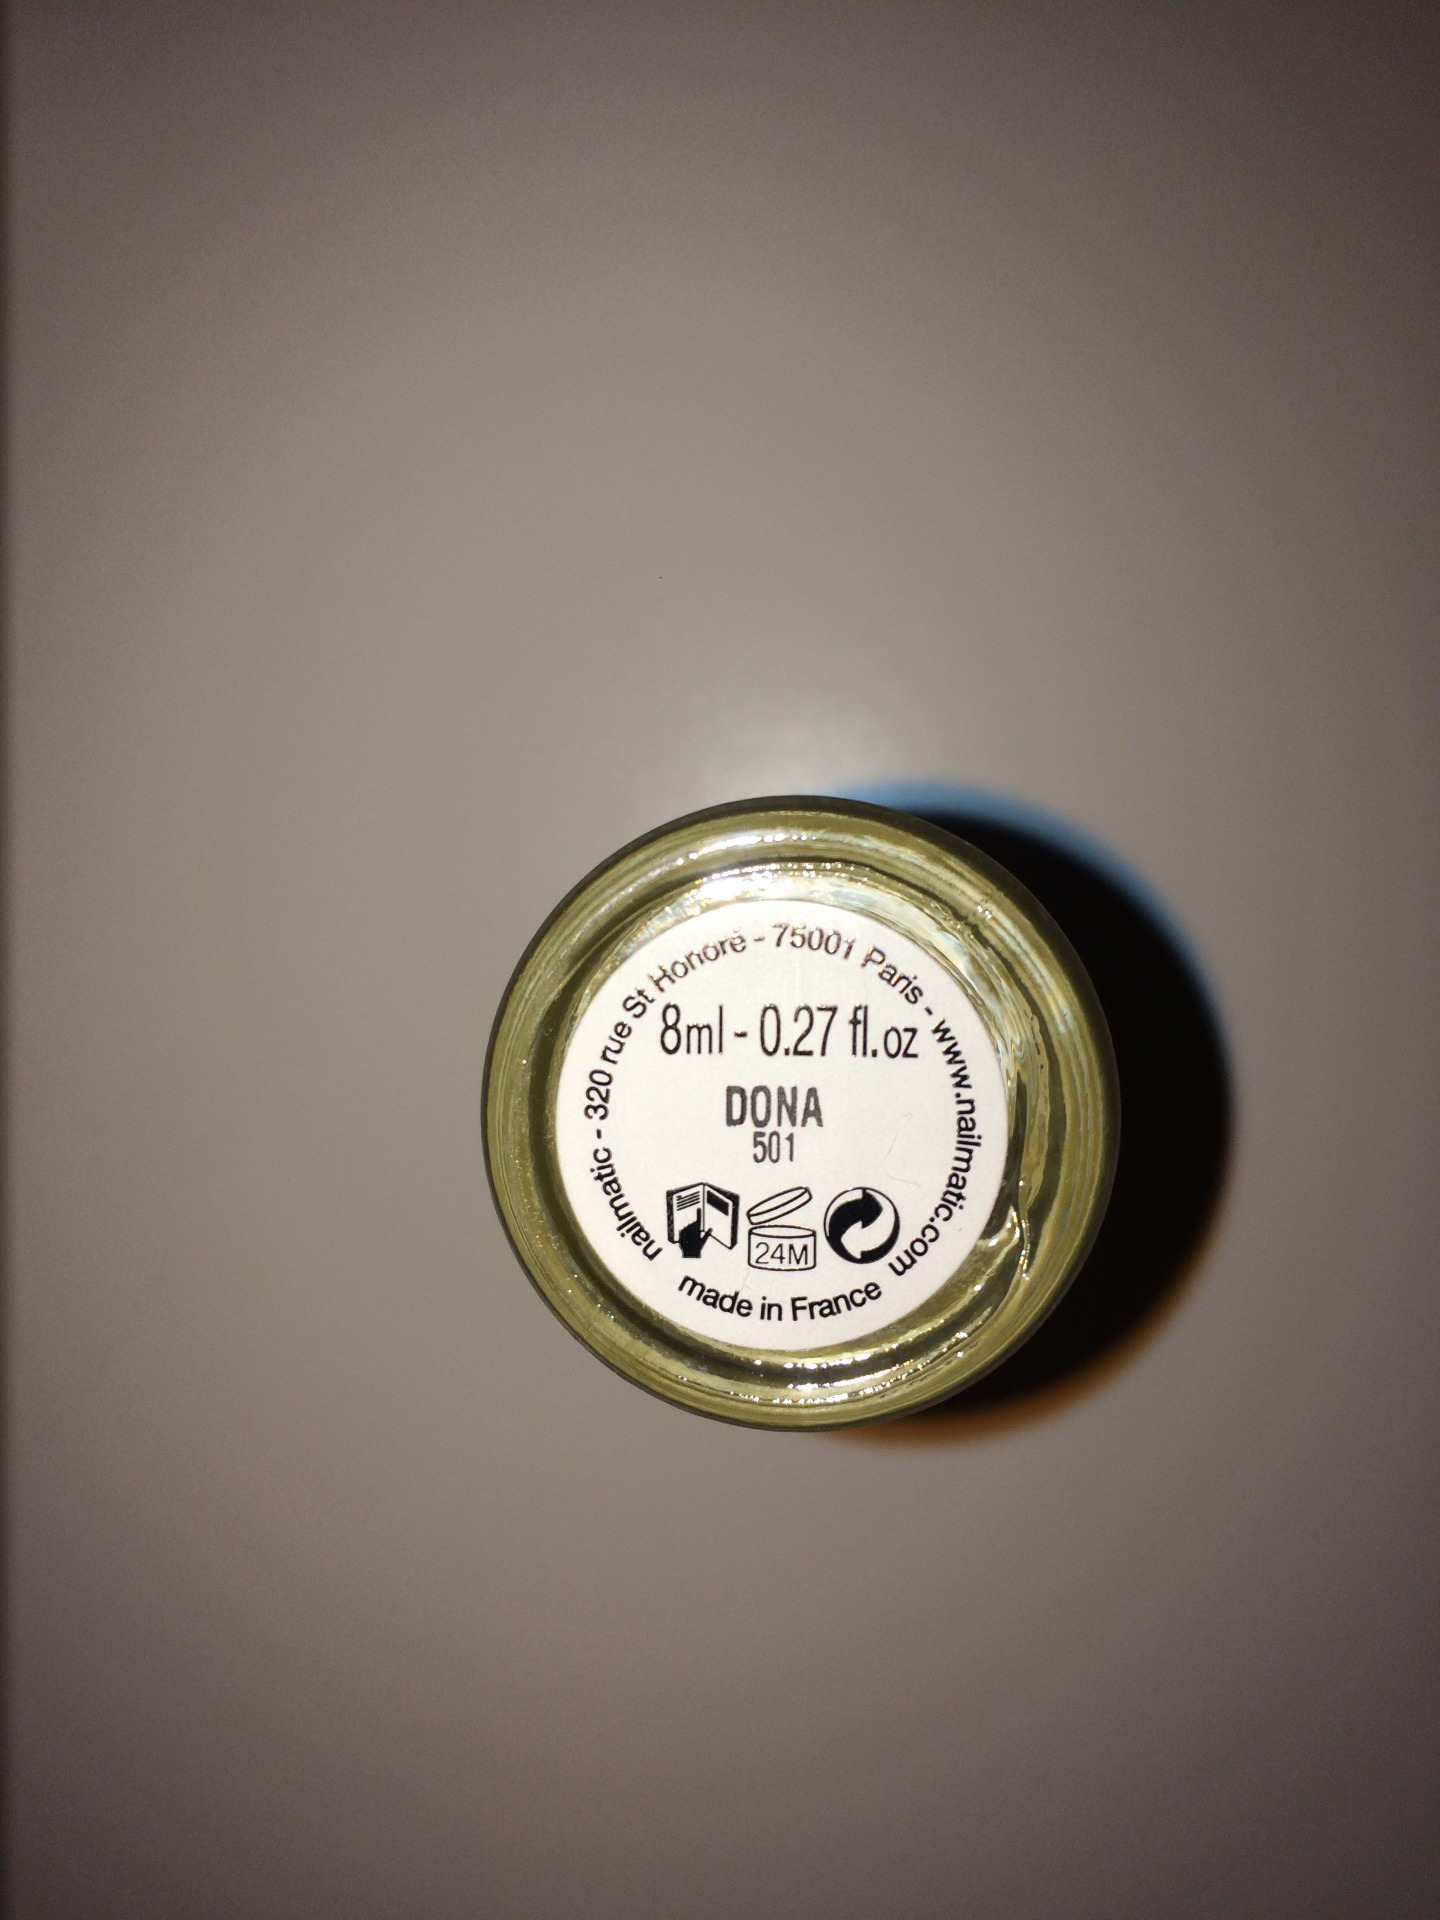 nailmatic - 320 rue St Honoré - 75001 Paris - www.nailmatic.com
8ml - 0.27 fl.oz
DONA
501
24M
made in France